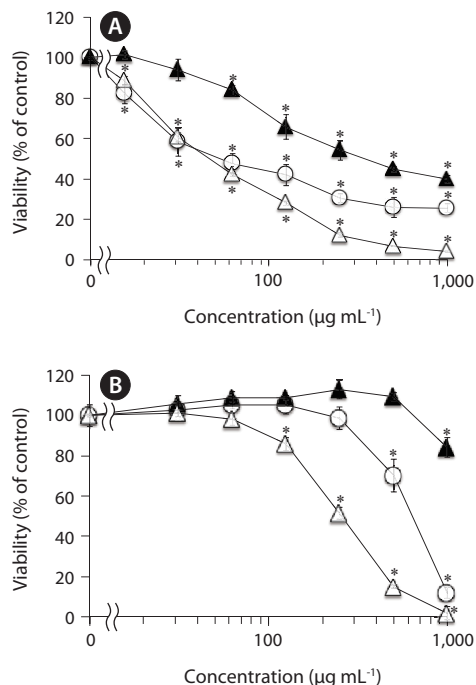 A
120
100
80
60
40
20
0
Viability (% of control)
* * * * * *
* * * * * * *
* * * * * *
0 100 1,000
Concentration (µg mL-1)
B
120
100
80
60
40
20
0
Viability (% of control)
*
* *
* * * *
0 100 1,000
Concentration (µg mL-1)